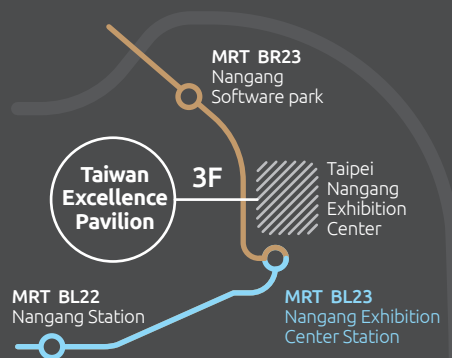 MRT BR23
Nangang
Software park
Taiwan
Excellence
Pavilion
3F
Taipei
Nangang
Exhibition
Center
MRT BL22
Nangang Station
MRT BL23
Nangang Exhibition
Center Station